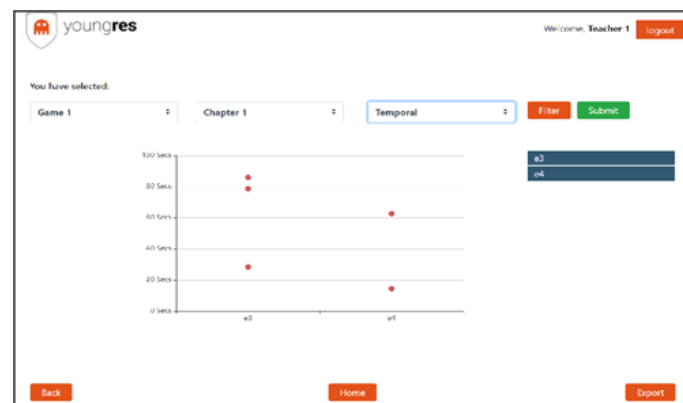 youngres
Welcome, Teacher 1 logout
You have selected:
Game 1 Chapter 1 Temporal Filter Submit
100 Secs
80 Secs
60 Secs
40 Secs
20 Secs
0 Secs
e3 e4
e3
e4
Back Home Export